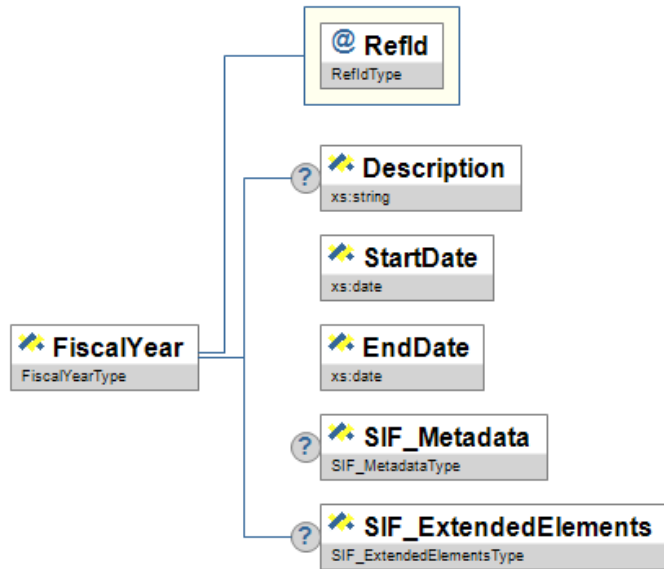 @ RefId
RefIdType
? Description
xs:string
StartDate
xs:date
FiscalYear
FiscalYearType
EndDate
xs:date
? SIF_Metadata
SIF_MetadataType
? SIF_ExtendedElements
SIF_ExtendedElementsType